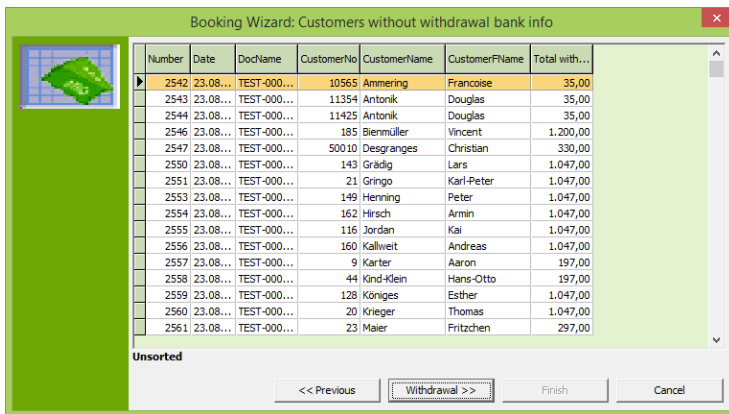 Booking Wizard: Customers without withdrawal bank info
Number Date DocName CustomerNo CustomerName CustomerFName Total with...
2542 23.08... TEST-000... 10565 Ammering Francoise 35,00
2543 23.08... TEST-000... 11354 Antonik Douglas 35,00
2544 23.08... TEST-000... 11425 Antonik Douglas 35,00
2546 23.08... TEST-000... 185 Bienmüller Vincent 1.200,00
2547 23.08... TEST-000... 50010 Desgranges Christian 330,00
2550 23.08... TEST-000... 143 Grädig Lars 1.047,00
2551 23.08... TEST-000... 21 Gringo Karl-Peter 1.047,00
2553 23.08... TEST-000... 149 Henning Peter 1.047,00
2554 23.08... TEST-000... 162 Hirsch Armin 1.047,00
2555 23.08... TEST-000... 116 Jordan Kai 1.047,00
2556 23.08... TEST-000... 160 Kallweit Andreas 1.047,00
2557 23.08... TEST-000... 9 Karter Aaron 197,00
2558 23.08... TEST-000... 44 Kind-Klein Hans-Otto 197,00
2559 23.08... TEST-000... 128 Königes Esther 1.047,00
2560 23.08... TEST-000... 20 Krieger Thomas 1.047,00
2561 23.08... TEST-000... 23 Maier Fritzchen 297,00
Unsorted
<< Previous Withdrawal >> Finish Cancel